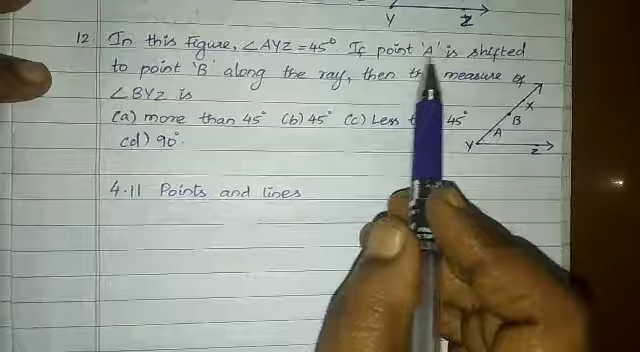 Y Z
12. In this Figure, ∠AYZ = 45° If point 'A' is shifted
to point 'B' along the ray, then the measure of
∠BYZ is
X
B
(a) more than 45° (b) 45° (c) Less 45°
A
Y Z
(d) 90°.
4.11 Points and lines